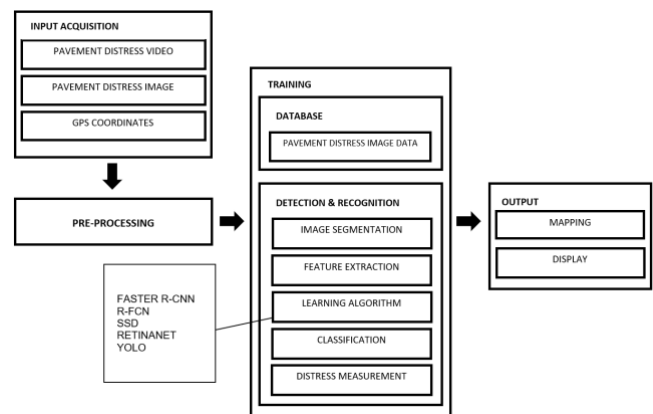 INPUT ACQUISITION
PAVEMENT DISTRESS VIDEO
PAVEMENT DISTRESS IMAGE
GPS COORDINATES
PRE-PROCESSING
TRAINING
DATABASE
PAVEMENT DISTRESS IMAGE DATA
DETECTION & RECOGNITION
IMAGE SEGMENTATION
FEATURE EXTRACTION
LEARNING ALGORITHM
CLASSIFICATION
DISTRESS MEASUREMENT
FASTER R-CNN
R-FCN
SSD
RETINANET
YOLO
OUTPUT
MAPPING
DISPLAY